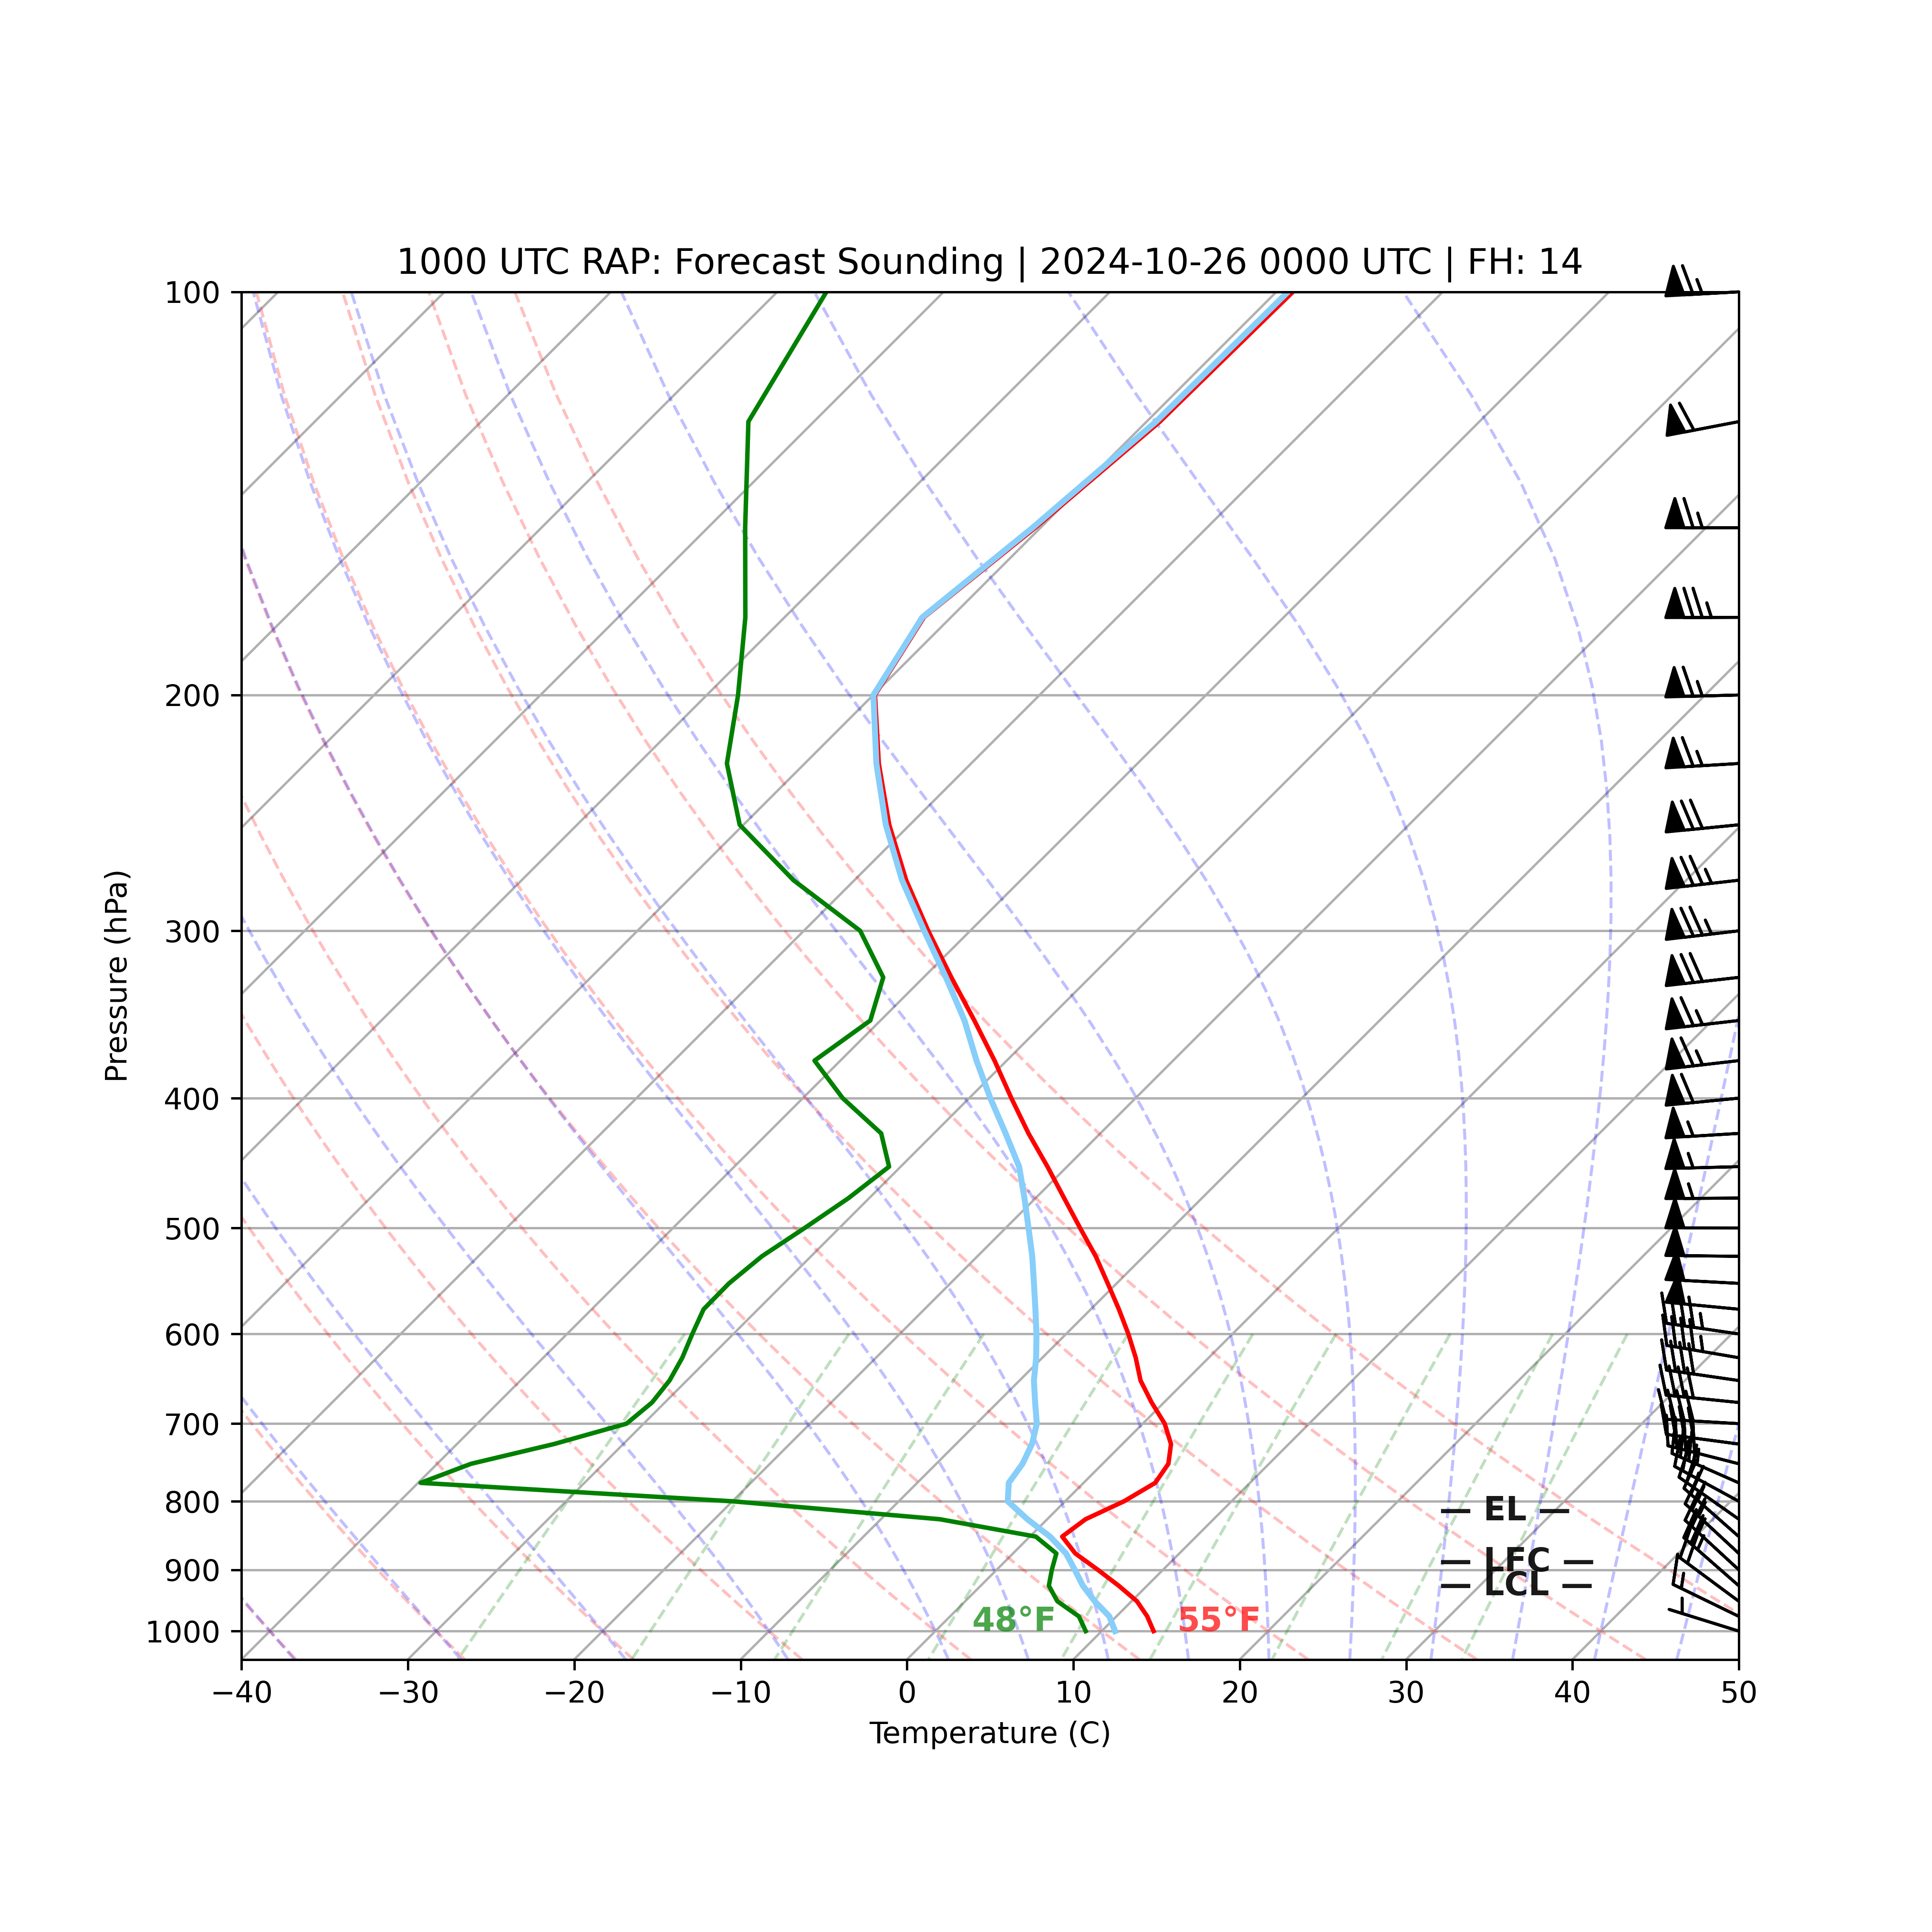 1000 UTC RAP: Forecast Sounding | 2024-10-26 0000 UTC | FH: 14
100
200
300
400
500
600
700
800
900
1000
Pressure (hPa)
— EL —
— LFC —
— LCL —
48°F
55°F
−40 −30 −20 −10 0 10 20 30 40 50
Temperature (C)